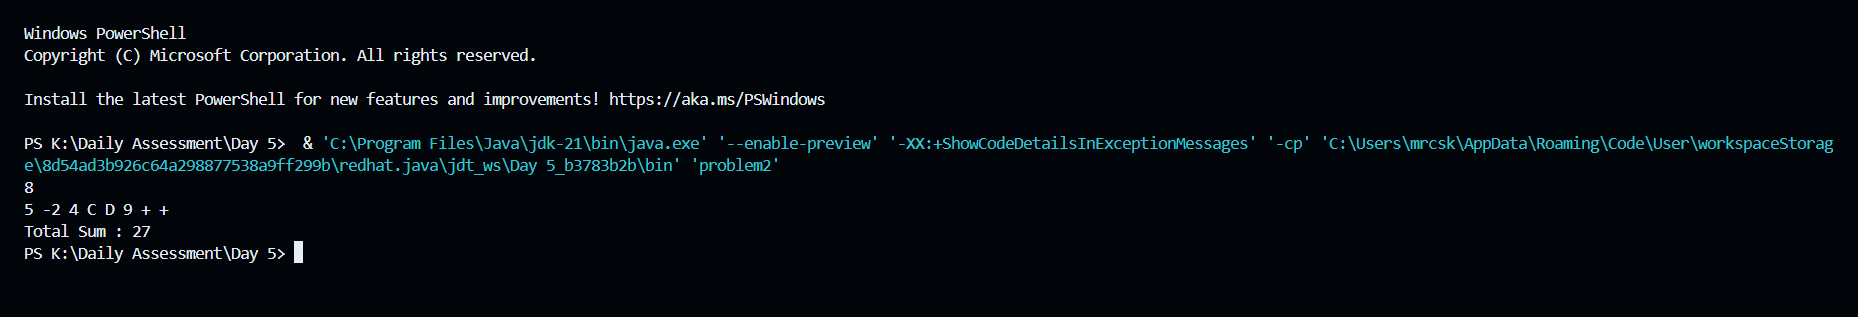 Windows PowerShell
Copyright (C) Microsoft Corporation. All rights reserved.
Install the latest PowerShell for new features and improvements! https://aka.ms/PSWindows
PS K:\Daily Assessment\Day 5>  & 'C:\Program Files\Java\jdk-21\bin\java.exe' '--enable-preview' '-XX:+ShowCodeDetailsInExceptionMessages' '-cp' 'C:\Users\mrcsk\AppData\Roaming\Code\User\workspaceStorag
e\8d54ad3b926c64a298877538a9ff299b\redhat.java\jdt_ws\Day 5_b3783b2b\bin' 'problem2'
8
5 -2 4 C D 9 + +
Total Sum : 27
PS K:\Daily Assessment\Day 5>